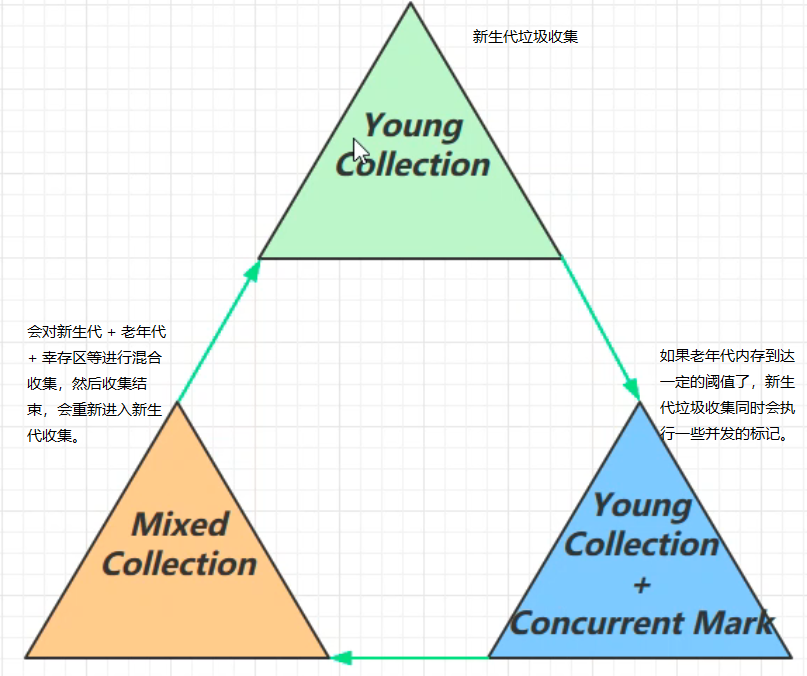 新生代垃圾收集
Young
Collection
会对新生代 + 老年代
+ 幸存区等进行混合
收集，然后收集结
束，会重新进入新生
代收集。
如果老年代内存到达
一定的阈值了，新生
代垃圾收集同时会执
行一些并发的标记。
Mixed
Collection
Young
Collection
+
Concurrent Mark